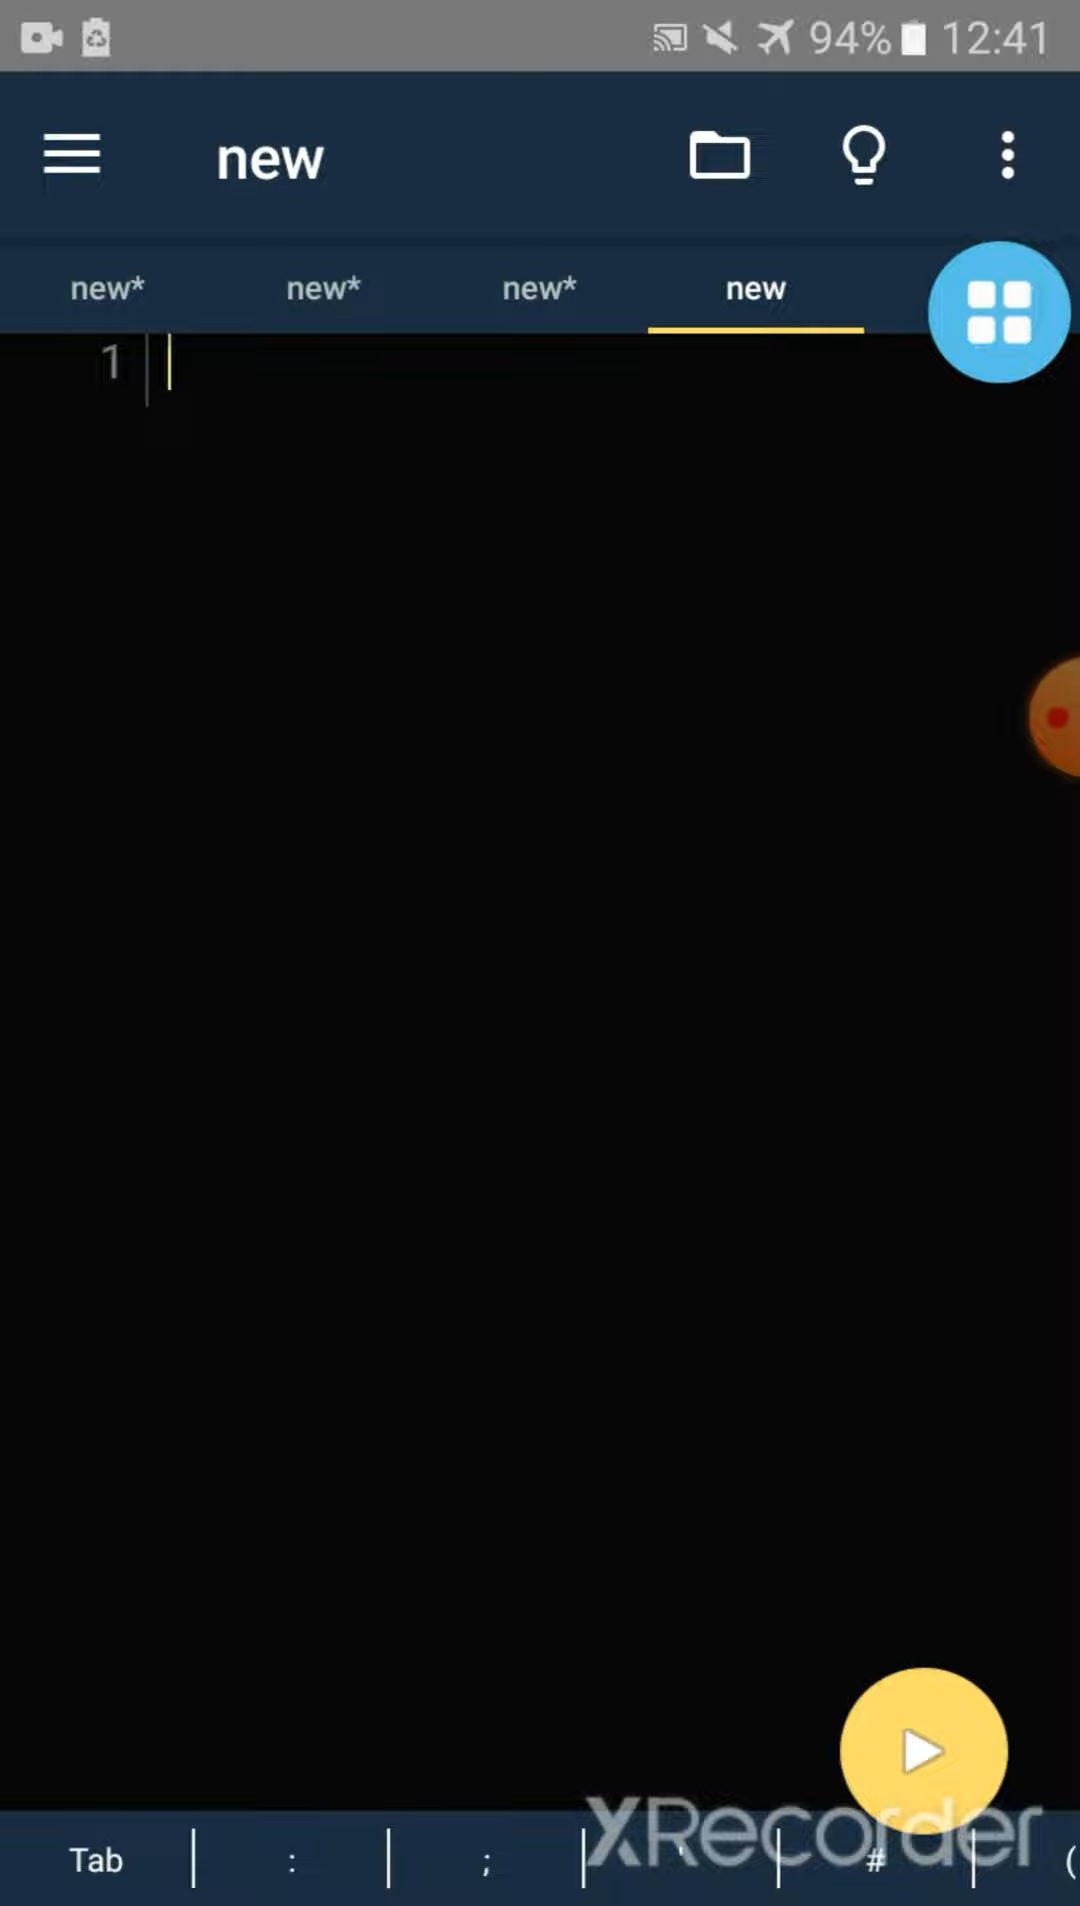 94% 12:41
new
new* new* new* new
1
XRecorder
Tab : ; ' # (